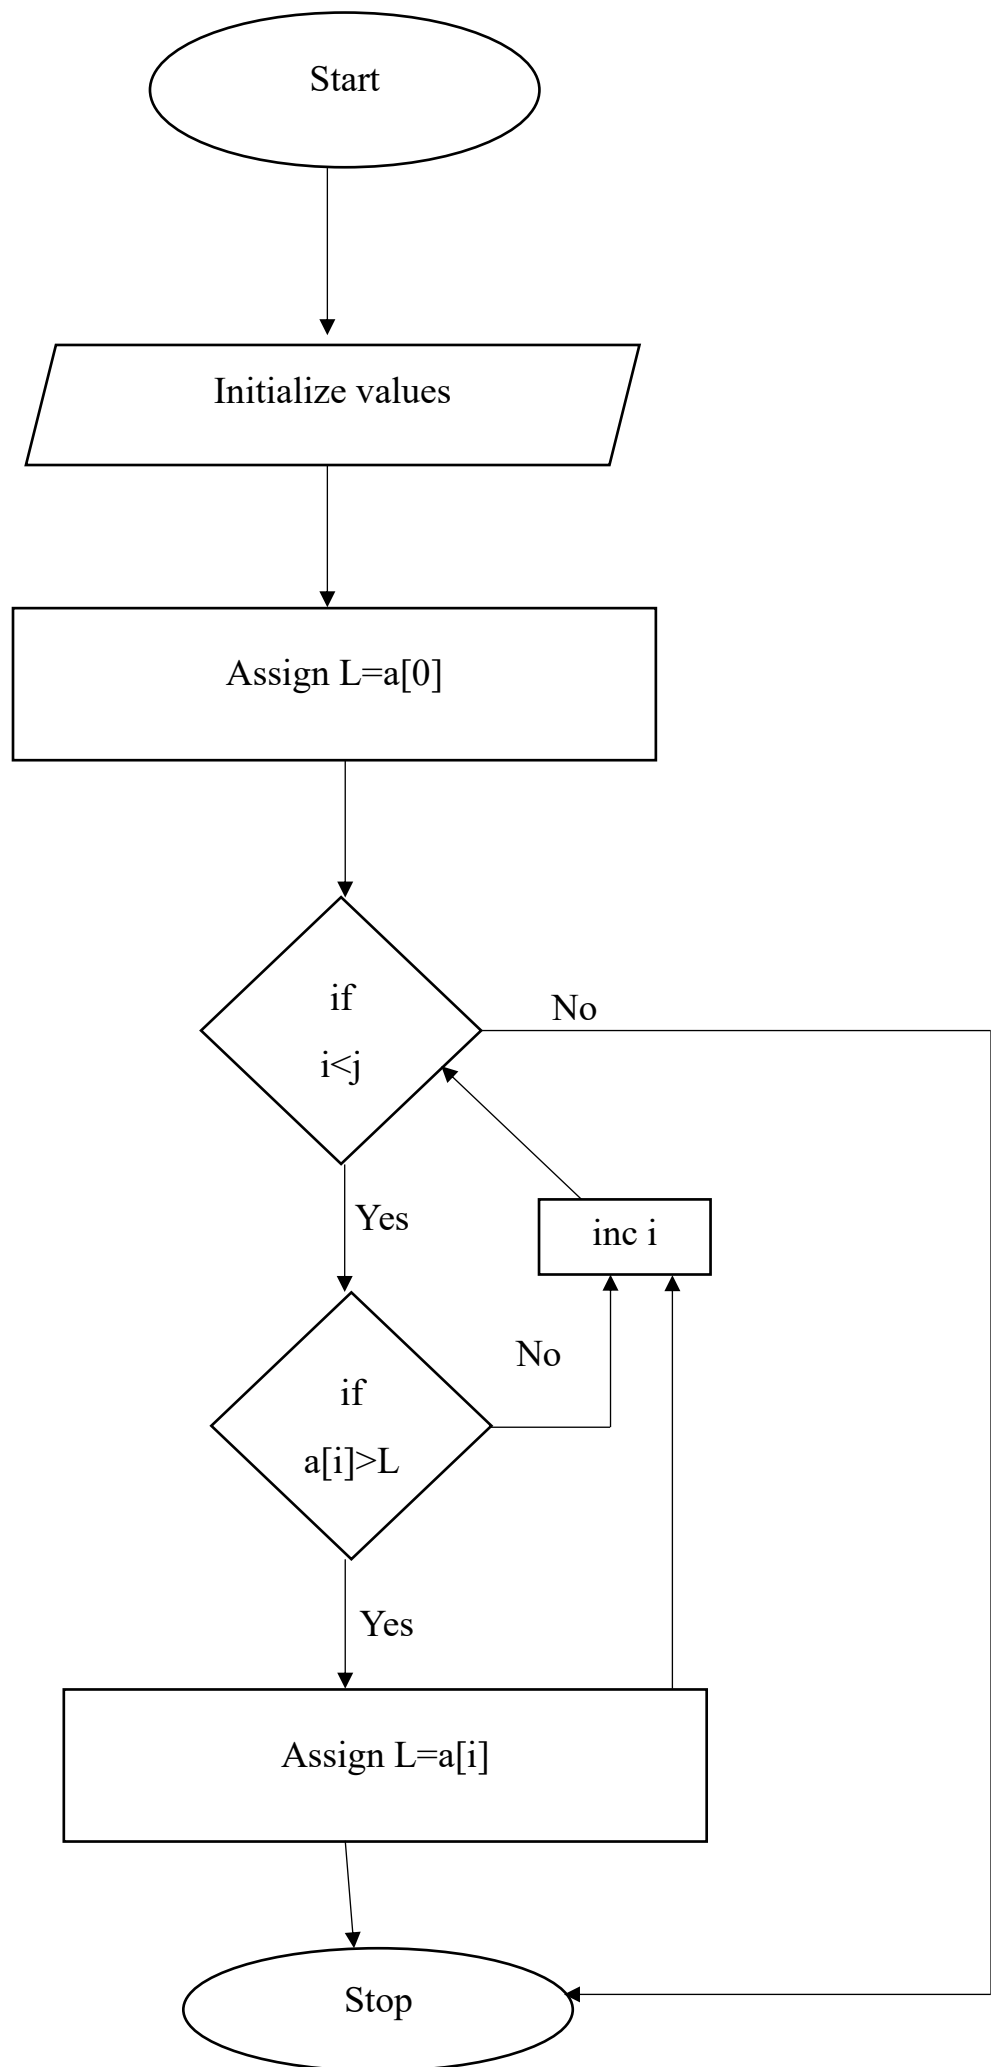 Start
Initialize values
Assign L=a[0]
if
i<j
No
Yes
inc i
No
if
a[i]>L
Yes
Assign L=a[i]
Stop